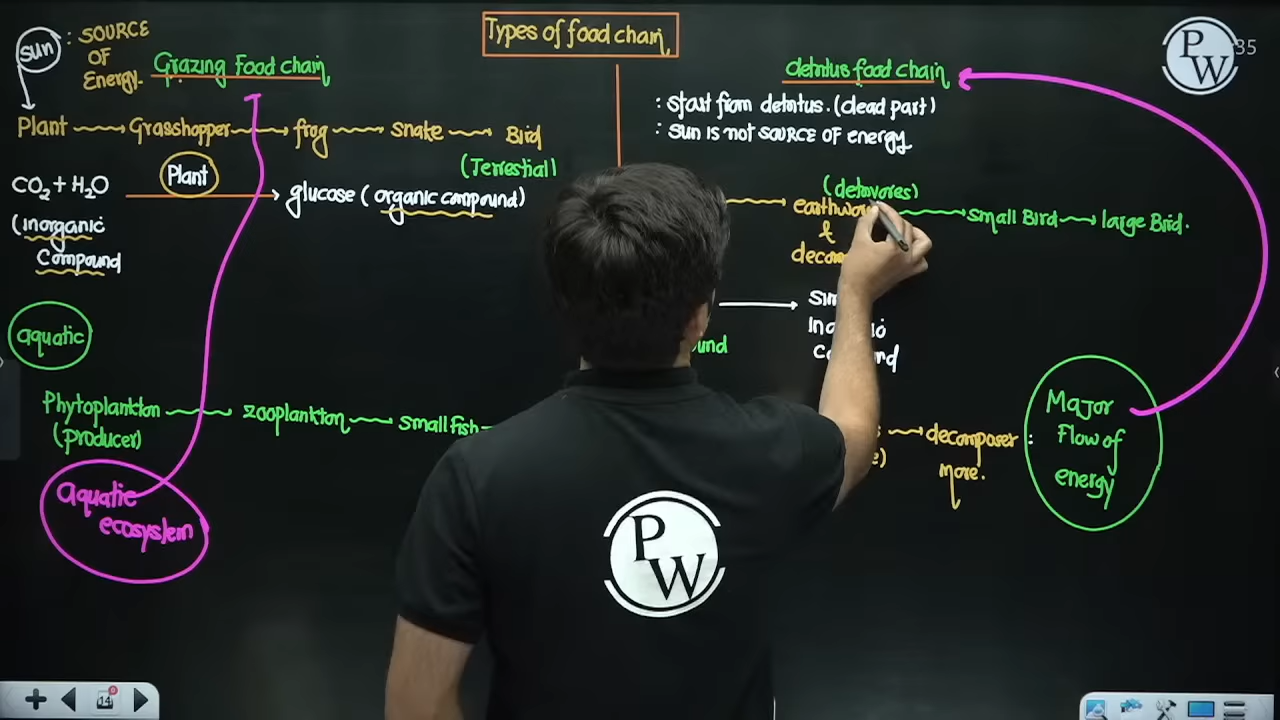 Types of food chain
sun : SOURCE
OF
Energy.
Grazing Food chain
Plant Grasshopper frog snake Bird
(Terrestial)
CO2 + H2O Plant glucose (organic compound)
(inorganic
compound)
aquatic
Phytoplankton zooplankton small fish
(producer)
aquatic
ecosystem
detritus food chain
: start from detritus. (dead part)
: sun is not source of energy
(detrivores)
small Bird large Bird.
&
decomposer :
more.
Major
Flow of
energy
PW
35
PW
14